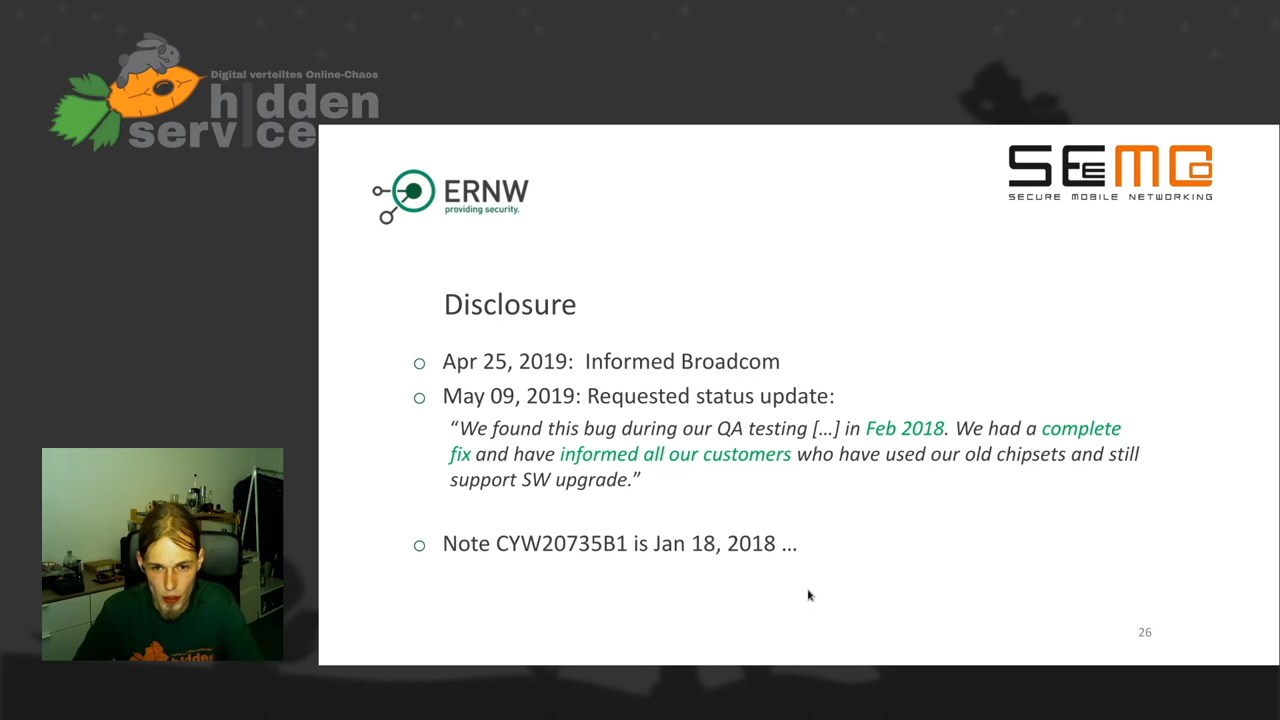 Digital verteiltes Online-Chaos
hidden
service
ERNW
providing security.
SEEMOO
SECURE MOBILE NETWORKING
Disclosure
Apr 25, 2019: Informed Broadcom
May 09, 2019: Requested status update:
“We found this bug during our QA testing [...] in Feb 2018. We had a complete
fix and have informed all our customers who have used our old chipsets and still
support SW upgrade.”
Note CYW20735B1 is Jan 18, 2018 ...
26
hidden